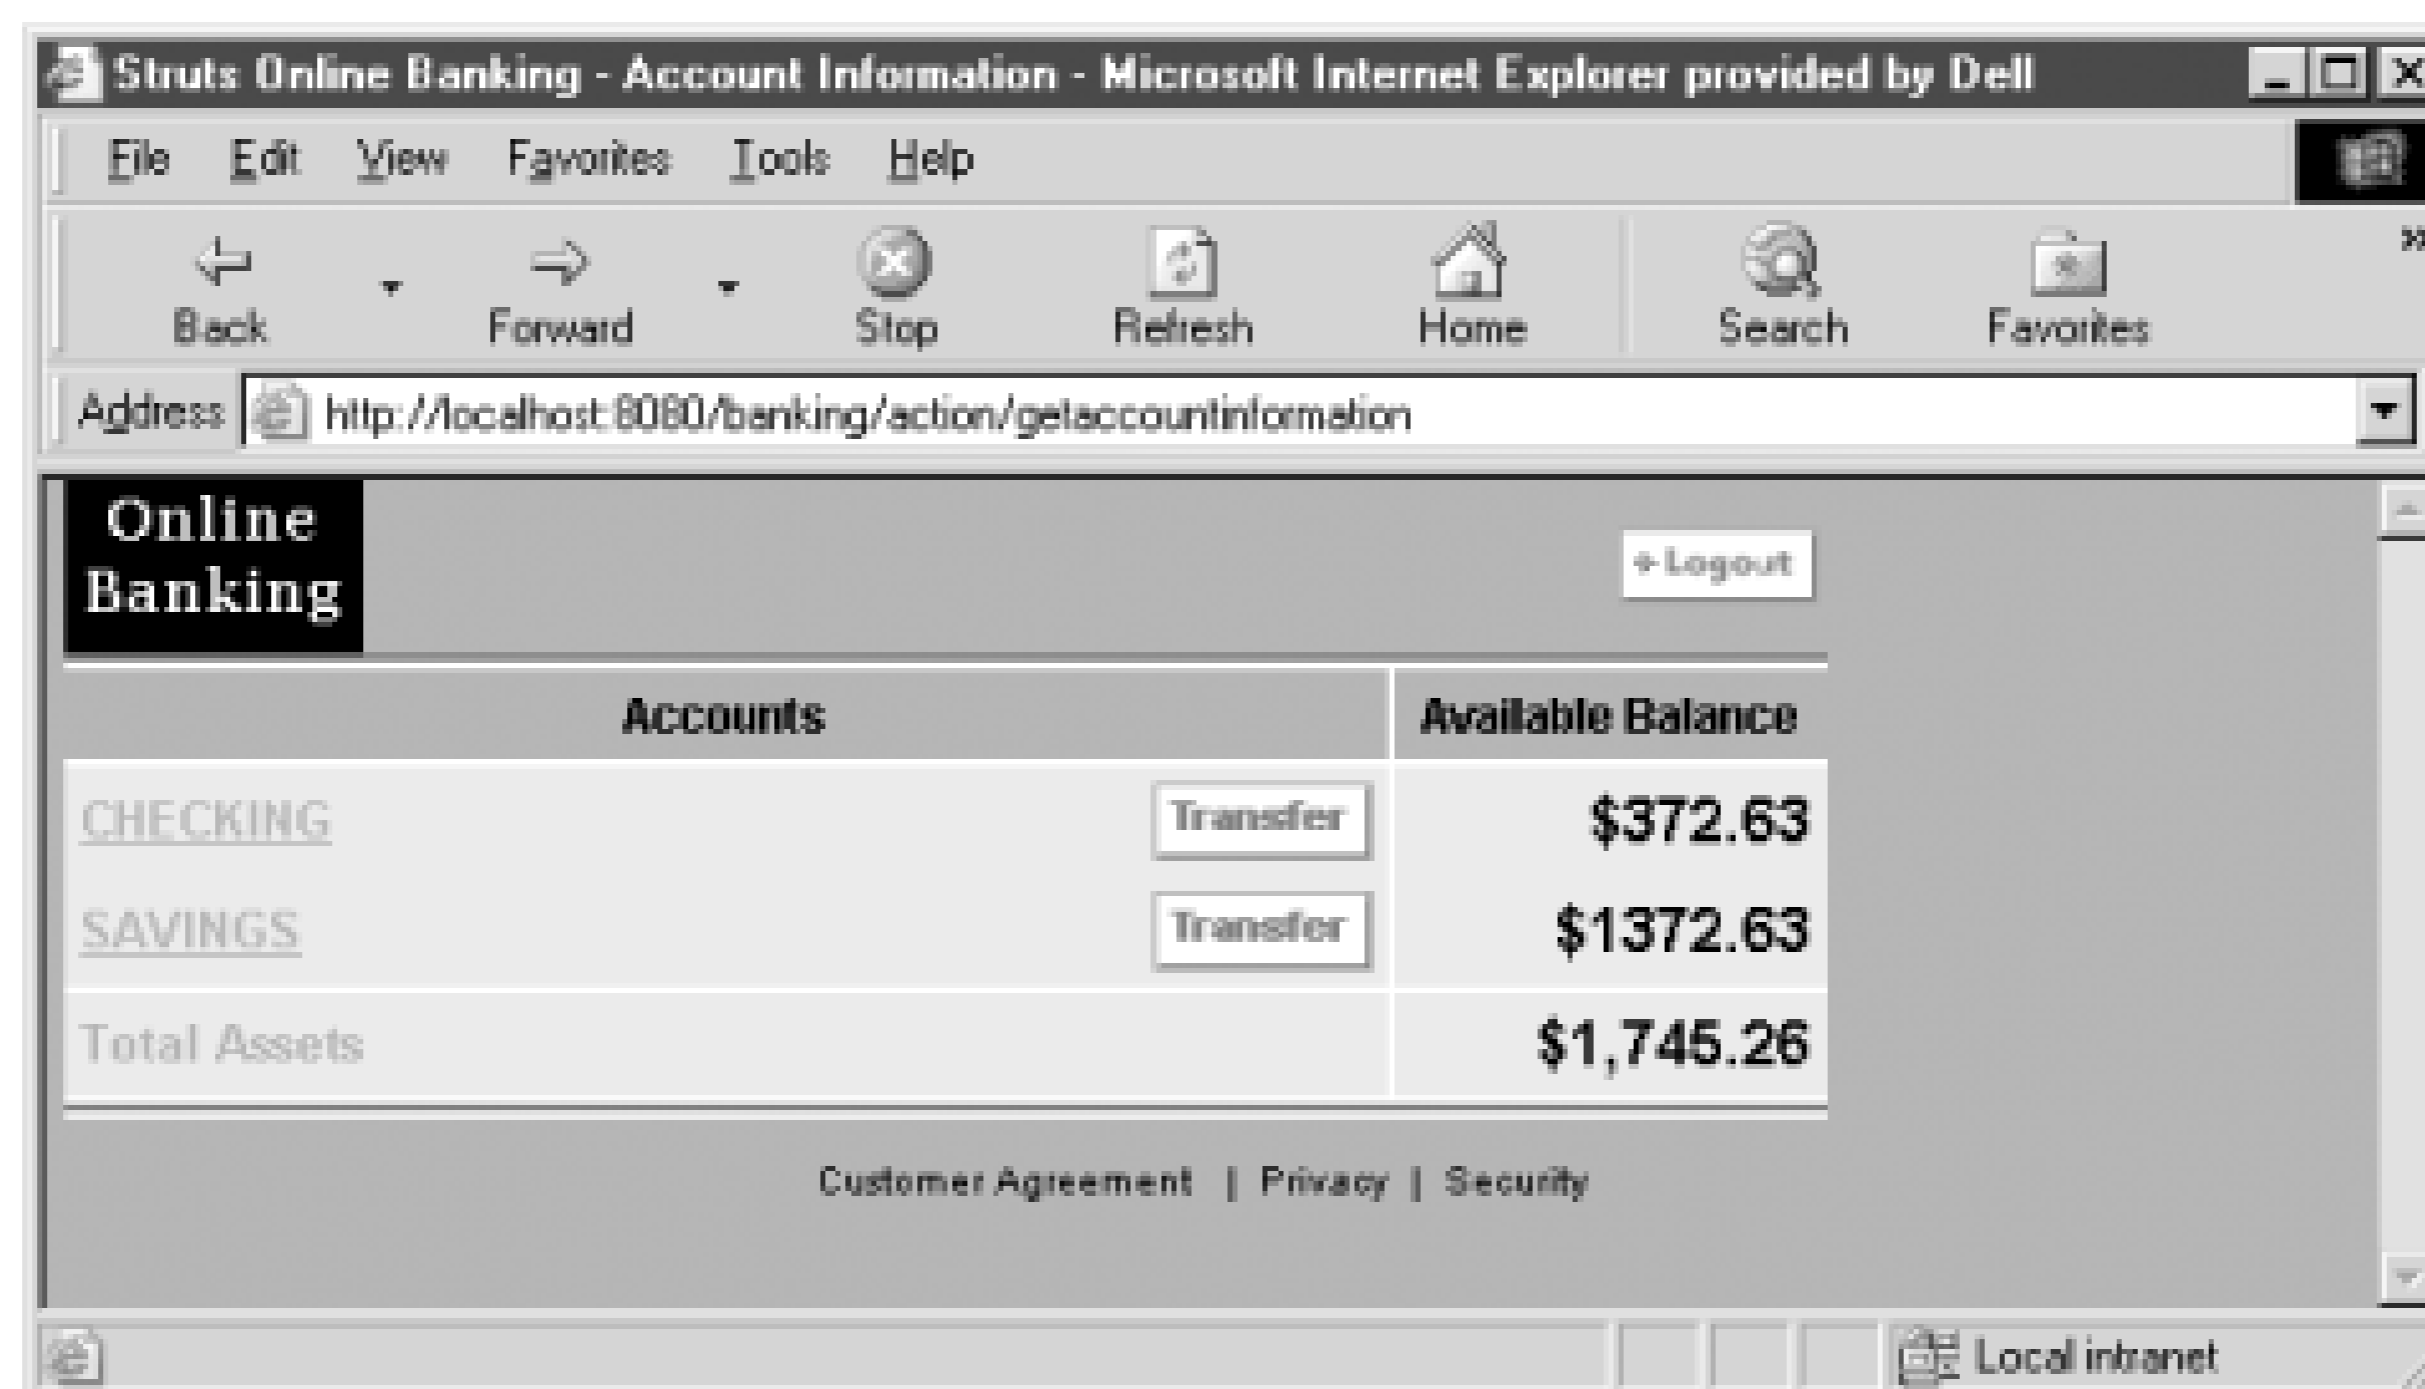 Struts Online Banking - Account Information - Microsoft Internet Explorer provided by Dell
File Edit View Favorites Tools Help
Back Forward Stop Refresh Home Search Favorites
Address http://localhost:8080/banking/action/getaccountinformation
Online
Banking
Logout
Accounts Available Balance
CHECKING Transfer $372.63
SAVINGS Transfer $1372.63
Total Assets $1,745.26
Customer Agreement | Privacy | Security
Local intranet